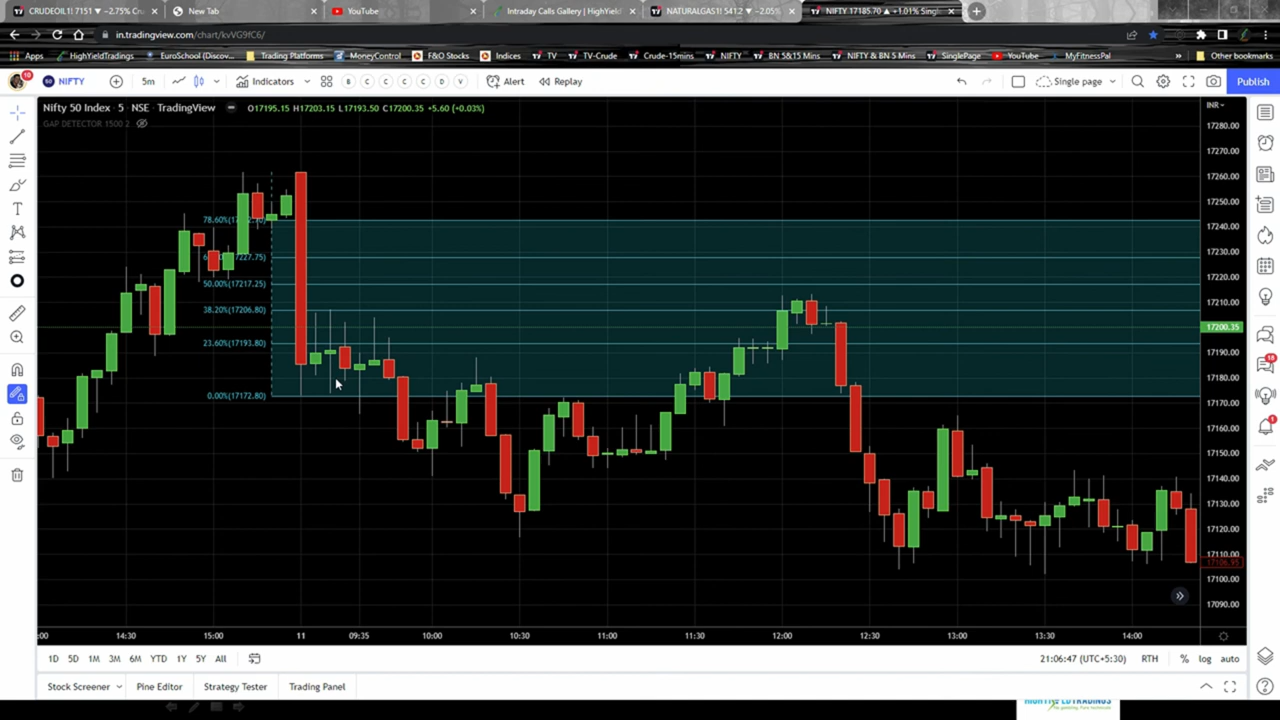 CRUDEOIL1! 7151 ▼ −2.75% Cru
New Tab
YouTube
Intraday Calls Gallery | HighYield
NATURALGAS1! 541.2 ▼ −2.05%
NIFTY 17185.70 ▲ +1.01% Singl
in.tradingview.com/chart/kvVG9fC6/
Apps
HighYieldTradings
EuroSchool (Discov...
Trading Platforms
MoneyControl
F&O Stocks
Indices
TV-Crude
Crude-15mins
NIFTY
BN 5&15 Mins
NIFTY & BN 5 Mins
SinglePage
YouTube
MyFitnessPal
Other bookmarks
10
NIFTY
5m
Indicators
B
C
C
C
C
D
V
Alert
Replay
Single page
Publish
Nifty 50 Index · 5 · NSE · TradingView
O17195.15 H17203.15 L17193.50 C17200.35 +5.60 (+0.03%)
GAP DETECTOR 1500 2
INR
17280.00
17270.00
17260.00
17250.00
17240.00
17230.00
17220.00
17210.00
17200.35
17190.00
17180.00
17170.00
17160.00
17150.00
17140.00
17130.00
17120.00
17110.00
17106.95
17100.00
17090.00
50.00%(17217.25)
38.20%(17206.80)
23.60%(17193.80)
0.00%(17172.80)
:00
14:30
15:00
11
09:35
10:00
10:30
11:00
11:30
12:00
12:30
13:00
13:30
14:00
1D 5D 1M 3M 6M YTD 1Y 5Y All
21:06:47 (UTC+5:30)
RTH
%
log
auto
Stock Screener
Pine Editor
Strategy Tester
Trading Panel